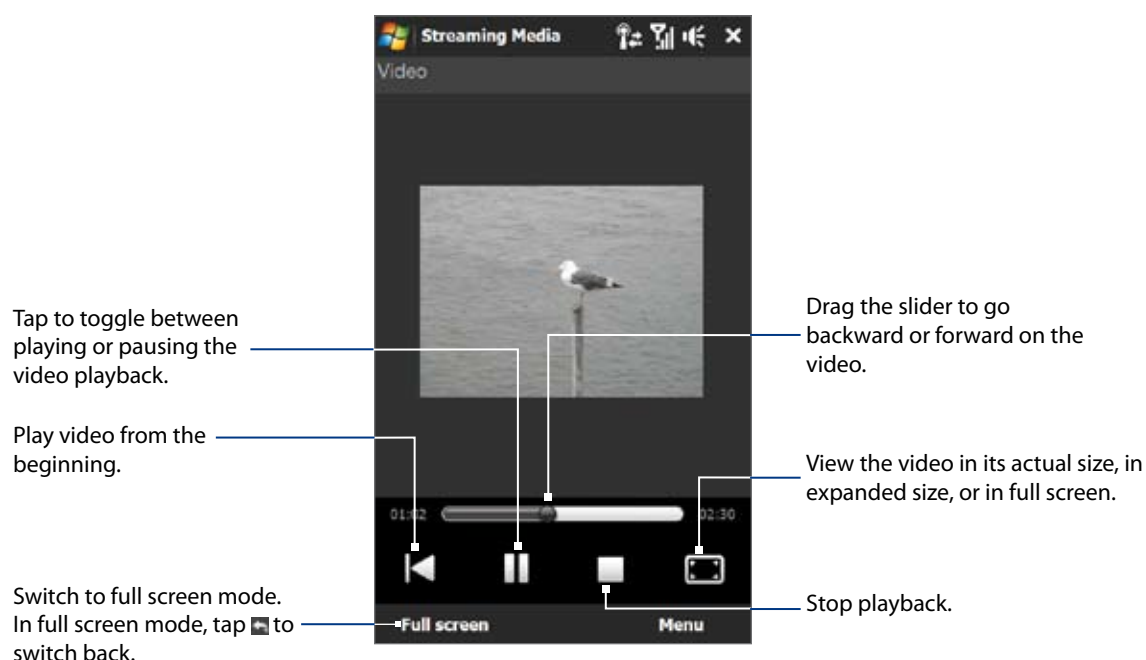 Streaming Media
Video
Tap to toggle between
playing or pausing the
video playback.
Play video from the
beginning.
Switch to full screen mode.
In full screen mode, tap to
switch back.
Drag the slider to go
backward or forward on the
video.
View the video in its actual size, in
expanded size, or in full screen.
Stop playback.
01:02
02:30
Full screen
Menu